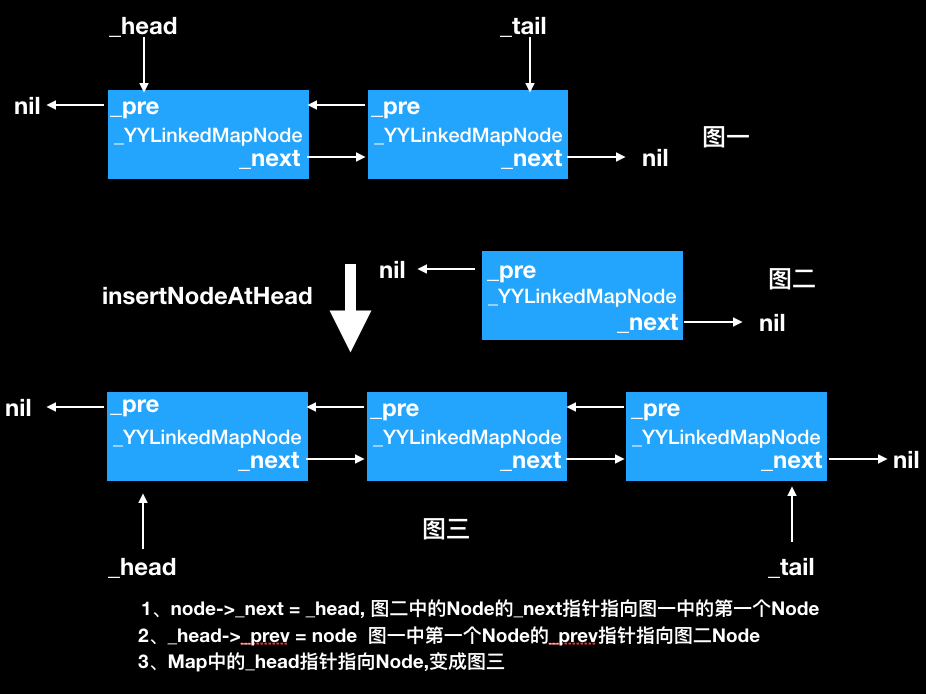 _head _tail
nil _pre _pre
_YYLinkedMapNode _YYLinkedMapNode 图一
_next _next nil
nil _pre 图二
insertNodeAtHead _YYLinkedMapNode
_next nil
nil _pre _pre _pre
_YYLinkedMapNode _YYLinkedMapNode _YYLinkedMapNode
_next _next _next nil
图三
_head _tail
1、node->_next = _head, 图二中的Node的_next指针指向图一中的第一个Node
2、_head->_prev = node 图一中第一个Node的_prev指针指向图二Node
3、Map中的_head指针指向Node,变成图三